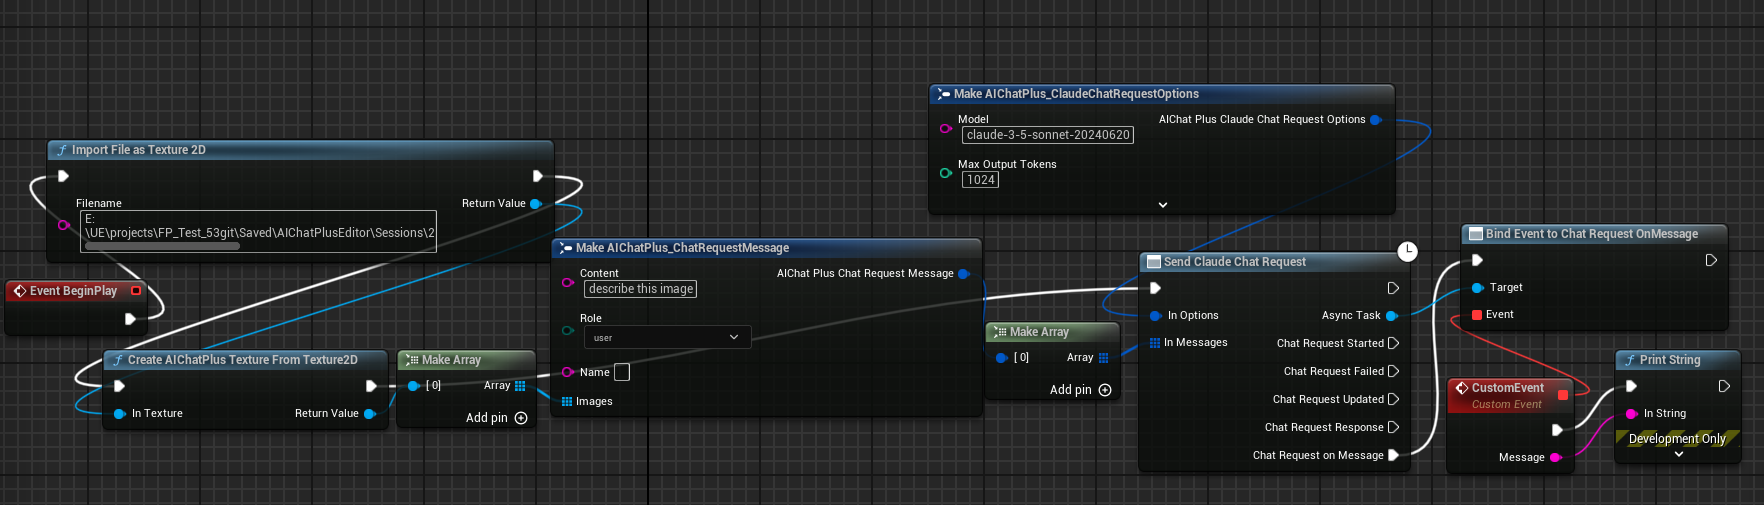 Import File as Texture 2D
Filename
Return Value
E:
\UE\projects\FP_Test_53git\Saved\AIChatPlusEditor\Sessions\2
Event BeginPlay
Create AIChatPlus Texture From Texture2D
In Texture
Return Value
Make Array
[0]
Array
Add pin
Make AIChatPlus_ChatRequestMessage
Content
AIChat Plus Chat Request Message
describe this image
Role
user
Name
Images
Make AIChatPlus_ClaudeChatRequestOptions
Model
AIChat Plus Claude Chat Request Options
claude-3-5-sonnet-20240620
Max Output Tokens
1024
Make Array
[0]
Array
Add pin
Send Claude Chat Request
In Options
Async Task
In Messages
Chat Request Started
Chat Request Failed
Chat Request Updated
Chat Request Response
Chat Request on Message
Bind Event to Chat Request OnMessage
Target
Event
CustomEvent
Custom Event
Message
Print String
In String
Development Only